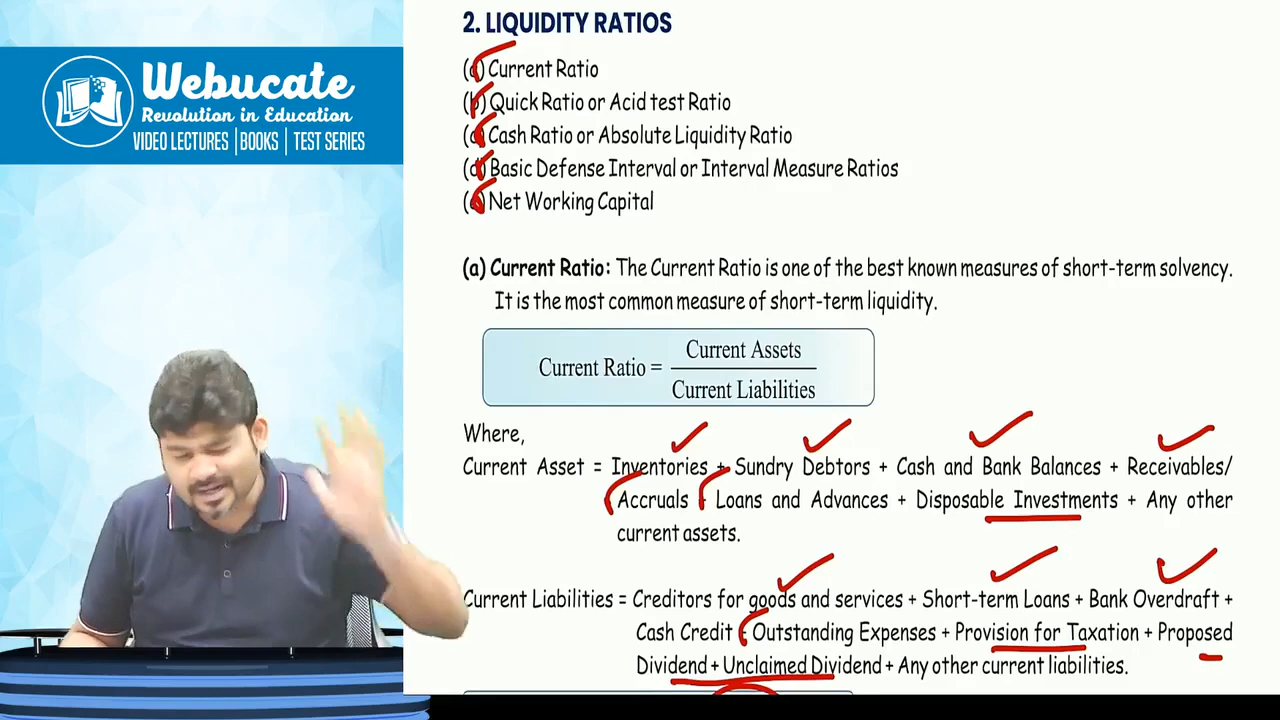 Webucate
Revolution in Education
VIDEO LECTURES | BOOKS | TEST SERIES
2. LIQUIDITY RATIOS
(a) Current Ratio
(b) Quick Ratio or Acid test Ratio
(c) Cash Ratio or Absolute Liquidity Ratio
(d) Basic Defense Interval or Interval Measure Ratios
(e) Net Working Capital
(a) Current Ratio: The Current Ratio is one of the best known measures of short-term solvency.
It is the most common measure of short-term liquidity.
Current Ratio = Current Assets
Current Liabilities
Where,
Current Asset = Inventories + Sundry Debtors + Cash and Bank Balances + Receivables/
Accruals + Loans and Advances + Disposable Investments + Any other
current assets.
Current Liabilities = Creditors for goods and services + Short-term Loans + Bank Overdraft +
Cash Credit + Outstanding Expenses + Provision for Taxation + Proposed
Dividend + Unclaimed Dividend + Any other current liabilities.